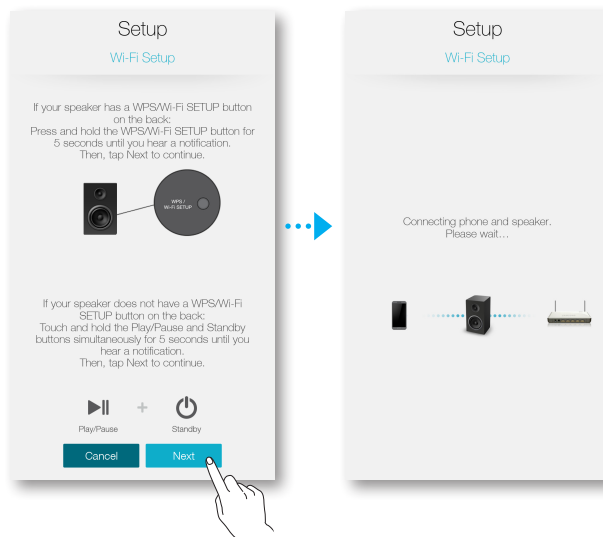 Setup
Wi-Fi Setup
If your speaker has a WPS/Wi-Fi SETUP button
on the back:
Press and hold the WPS/Wi-Fi SETUP button for
5 seconds until you hear a notification.
Then, tap Next to continue.
WPS /
Wi-Fi SETUP
If your speaker does not have a WPS/Wi-Fi
SETUP button on the back:
Touch and hold the Play/Pause and Standby
buttons simultaneously for 5 seconds until you
hear a notification.
Then, tap Next to continue.
+
Play/Pause Standby
Cancel Next
Setup
Wi-Fi Setup
Connecting phone and speaker.
Please wait…